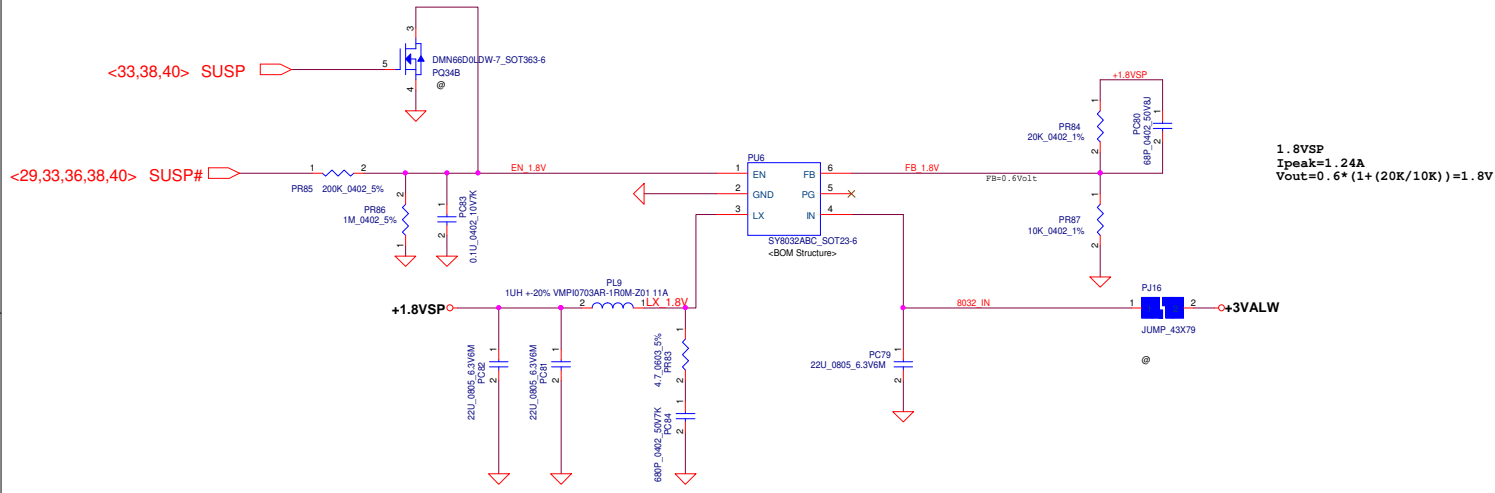 3
<33,38,40> SUSP
5
DMN66D0LDW-7_SOT363-6
PQ34B
@
4
<29,33,36,38,40> SUSP#
1
2
PR85 200K_0402_5%
EN_1.8V
PR86
1M_0402_5%
2
1
PC83
0.1U_0402_10V7K
1
2
PU6
1
EN
2
GND
3
LX
FB
6
PG
5
IN
4
SY8032ABC_SOT23-6
<BOM Structure>
FB_1.8V
FB=0.6Volt
+1.8VSP
PR84
20K_0402_1%
1
2
PC80
68P_0402_50V8J
1
2
PR87
10K_0402_1%
1
2
1.8VSP
Ipeak=1.24A
Vout=0.6*(1+(20K/10K))=1.8V
PL9
1UH +-20% VMPI0703AR-1R0M-Z01 11A
+1.8VSP
2
1
LX_1.8V
22U_0805_6.3V6M
PC82
1
2
22U_0805_6.3V6M
PC81
1
2
4.7_0603_5%
PR83
1
2
680P_0402_50V7K
PC84
1
2
PC79
22U_0805_6.3V6M
1
2
8032_IN
PJ16
1
2
+3VALW
JUMP_43X79
@